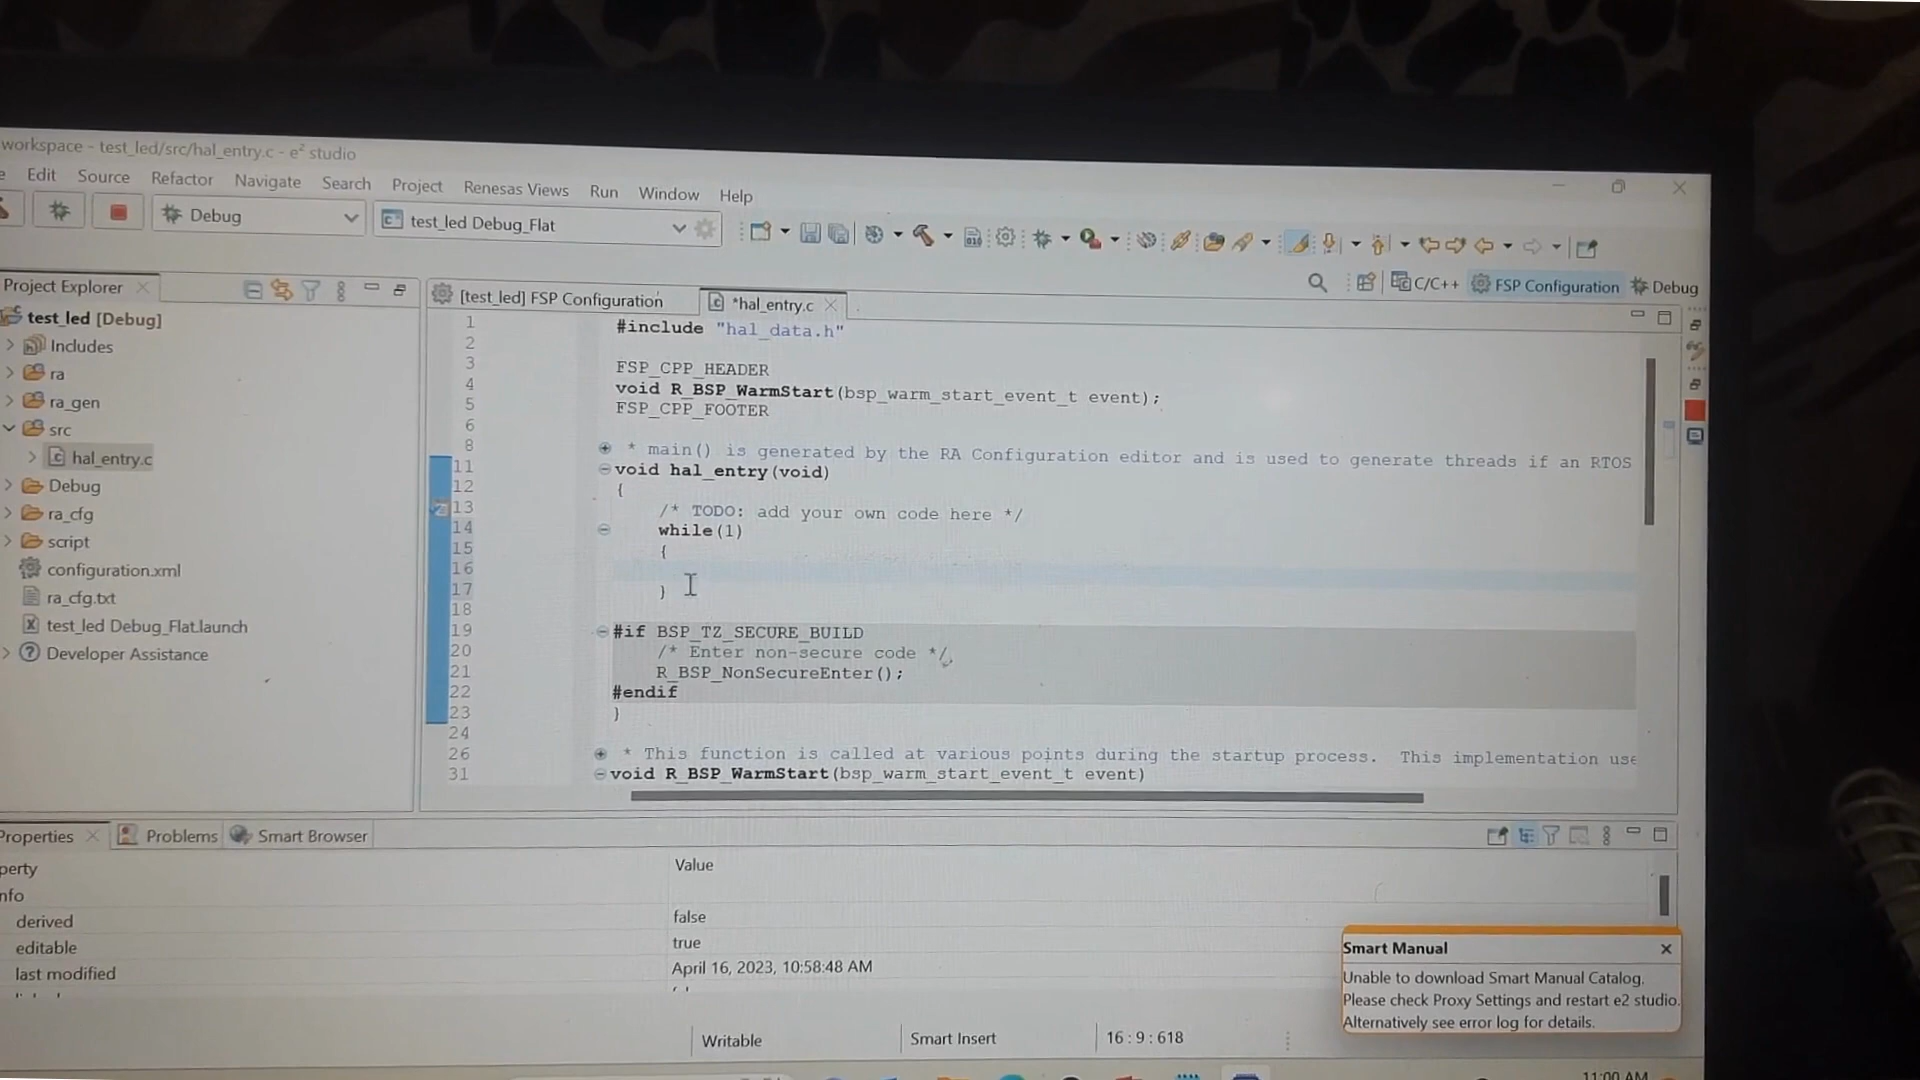 workspace - test_led/src/hal_entry.c - e² studio
Edit Source Refactor Navigate Search Project Renesas Views Run Window Help
Debug
test_led Debug_Flat
C/C++
FSP Configuration
Debug
Project Explorer
[test_led] FSP Configuration
*hal_entry.c
test_led [Debug]
Includes
ra
ra_gen
src
hal_entry.c
Debug
ra_cfg
script
configuration.xml
ra_cfg.txt
test_led Debug_Flat.launch
Developer Assistance
1 #include "hal_data.h"
2
3 FSP_CPP_HEADER
4 void R_BSP_WarmStart(bsp_warm_start_event_t event);
5 FSP_CPP_FOOTER
6
8 * main() is generated by the RA Configuration editor and is used to generate threads if an RTOS
11 void hal_entry(void)
12 {
13 /* TODO: add your own code here */
14 while(1)
15 {
16
17 }
18
19 #if BSP_TZ_SECURE_BUILD
20 /* Enter non-secure code */
21 R_BSP_NonSecureEnter();
22 #endif
23 }
24
26 * This function is called at various points during the startup process. This implementation use
31 void R_BSP_WarmStart(bsp_warm_start_event_t event)
Properties
Problems
Smart Browser
perty Value
nfo
derived false
editable true
last modified April 16, 2023, 10:58:48 AM
Smart Manual
Unable to download Smart Manual Catalog.
Please check Proxy Settings and restart e2 studio.
Alternatively see error log for details.
Writable
Smart Insert
16 : 9 : 618
11:00 AM